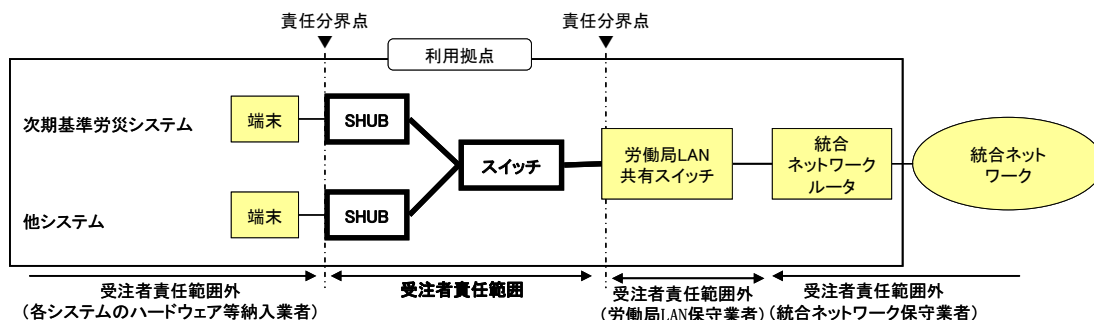 責任分界点
責任分界点
利用拠点
次期基準労災システム
端末
SHUB
スイッチ
労働局LAN
共有スイッチ
統合
ネットワーク
ルータ
統合ネット
ワーク
他システム
端末
SHUB
受注者責任範囲外
(各システムのハードウェア等納入業者)
受注者責任範囲
受注者責任範囲外
(労働局LAN保守業者)
受注者責任範囲外
(統合ネットワーク保守業者)